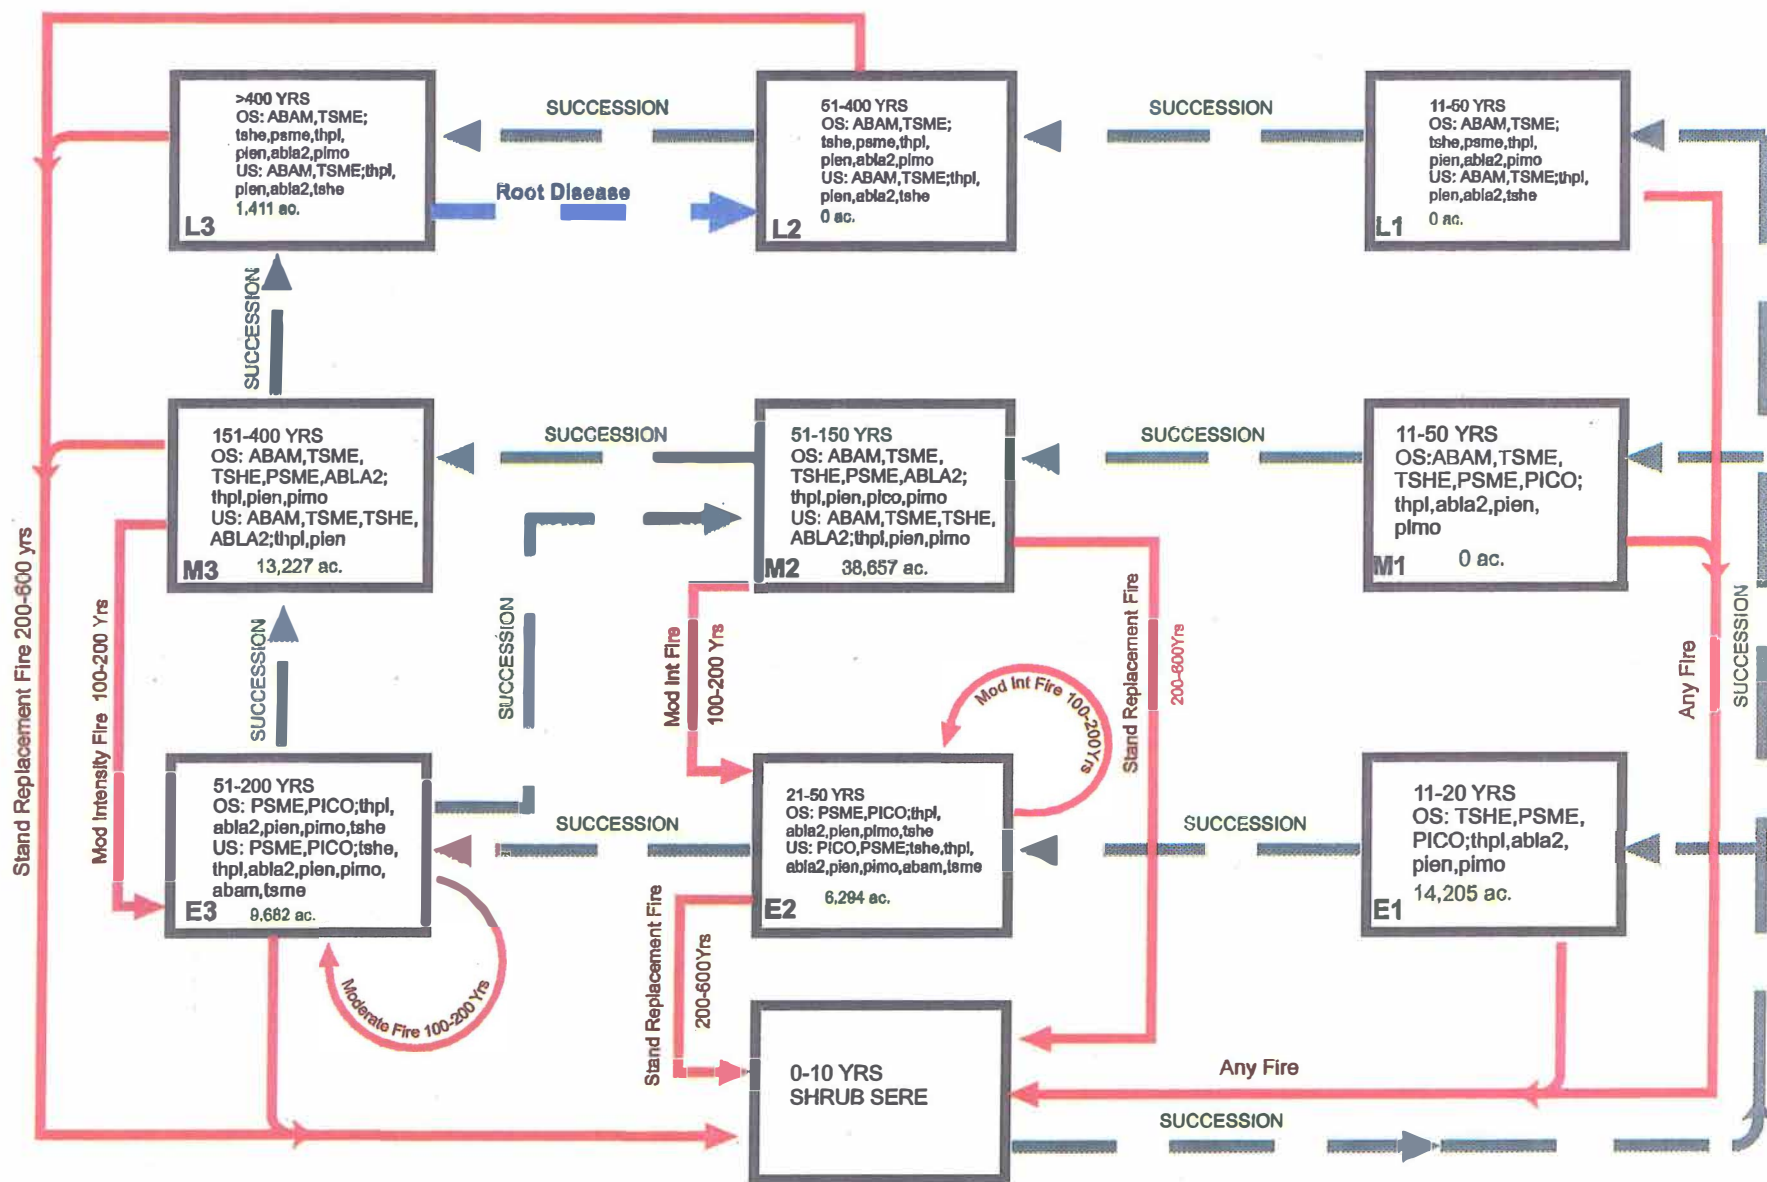 >400 YRS
OS: ABAM,TSME;
tshe,psme,thpl,
pien,abla2,pimo
US: ABAM,TSME;thpl,
pien,abla2,tshe
1,411 ac.
L3
SUCCESSION
Root Disease
51-400 YRS
OS: ABAM,TSME;
tshe,psme,thpl,
pien,abla2,pimo
US: ABAM,TSME;thpl,
pien,abla2,tshe
0 ac.
L2
SUCCESSION
11-50 YRS
OS: ABAM,TSME;
tshe,psme,thpl,
pien,abla2,pimo
US: ABAM,TSME;thpl,
pien,abla2,tshe
0 ac.
L1
SUCCESSION
151-400 YRS
OS: ABAM,TSME,
TSHE,PSME,ABLA2;
thpl,pien,pimo
US: ABAM,TSME,TSHE,
ABLA2;thpl,pien
13,227 ac.
M3
SUCCESSION
51-150 YRS
OS: ABAM,TSME,
TSHE,PSME,ABLA2;
thpl,pien,pico,pimo
US: ABAM,TSME,TSHE,
ABLA2;thpl,pien,pimo
38,657 ac.
M2
SUCCESSION
11-50 YRS
OS:ABAM,TSME,
TSHE,PSME,PICO;
thpl,abla2,pien,
pimo
0 ac.
M1
Stand Replacement Fire 200-600 yrs
Mod Intensity Fire 100-200 Yrs
SUCCESSION
SUCCESSION
Mod Int Fire
100-200 Yrs
Mod Int Fire 100-200Yrs
Stand Replacement Fire
200-600Yrs
Any Fire
SUCCESSION
51-200 YRS
OS: PSME,PICO;thpl,
abla2,pien,pimo,tshe
US: PSME,PICO;tshe,
thpl,abla2,pien,pimo,
abam,tsme
9,682 ac.
E3
SUCCESSION
21-50 YRS
OS: PSME,PICO;thpl,
abla2,pien,pimo,tshe
US: PICO,PSME;tshe,thpl,
abla2,pien,pimo,abam,tsme
6,294 ac.
E2
SUCCESSION
11-20 YRS
OS: TSHE,PSME,
PICO;thpl,abla2,
pien,pimo
14,205 ac.
E1
Moderate Fire 100-200 Yrs
Stand Replacement Fire
200-600Yrs
0-10 YRS
SHRUB SERE
Any Fire
SUCCESSION